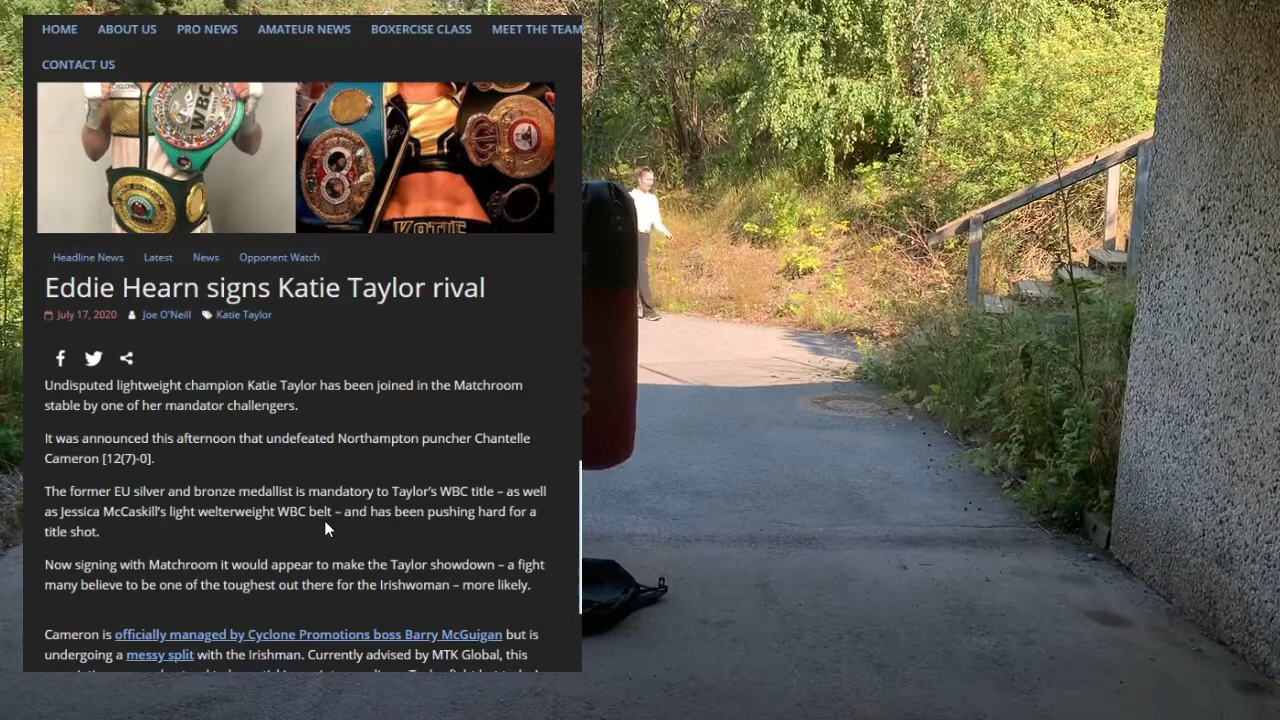 HOME ABOUT US PRO NEWS AMATEUR NEWS BOXERCISE CLASS MEET THE TEAM
CONTACT US
WBC
KATIE
Headline News Latest News Opponent Watch
Eddie Hearn signs Katie Taylor rival
July 17, 2020 Joe O'Neill Katie Taylor
Undisputed lightweight champion Katie Taylor has been joined in the Matchroom
stable by one of her mandator challengers.
It was announced this afternoon that undefeated Northampton puncher Chantelle
Cameron [12(7)-0].
The former EU silver and bronze medallist is mandatory to Taylor's WBC title – as well
as Jessica McCaskill's light welterweight WBC belt – and has been pushing hard for a
title shot.
Now signing with Matchroom it would appear to make the Taylor showdown – a fight
many believe to be one of the toughest out there for the Irishwoman – more likely.
Cameron is officially managed by Cyclone Promotions boss Barry McGuigan but is
undergoing a messy split with the Irishman. Currently advised by MTK Global, this